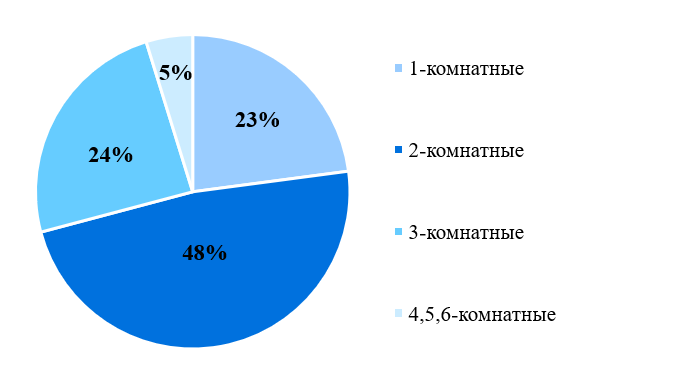 5%
23%
24%
48%
1-комнатные
2-комнатные
3-комнатные
4,5,6-комнатные